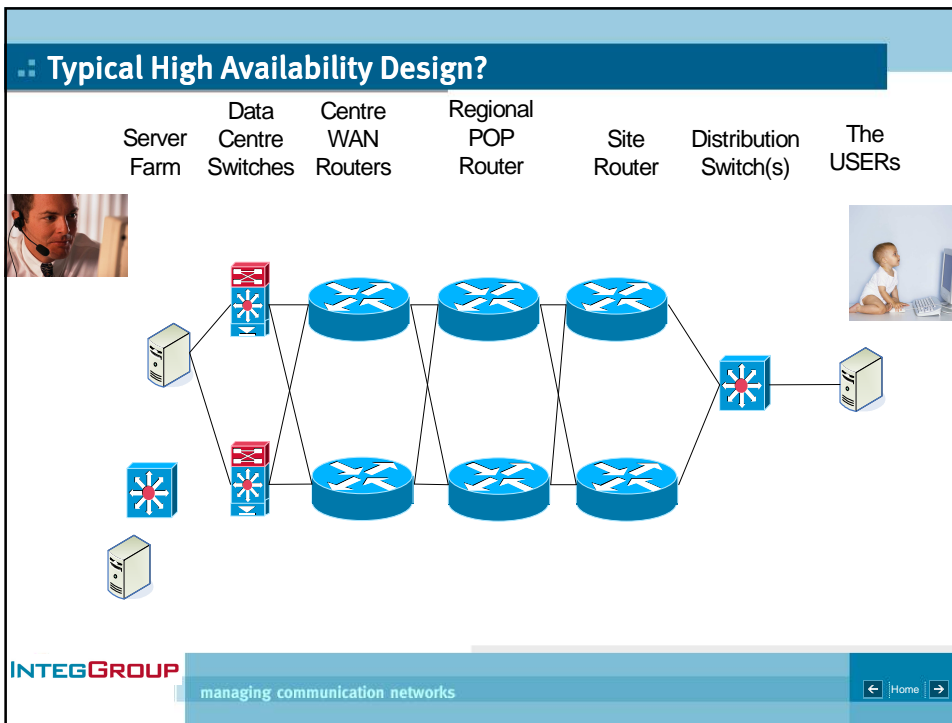 Typical High Availability Design?
Server
Farm
Data
Centre
Switches
Centre
WAN
Routers
Regional
POP
Router
Site
Router
Distribution
Switch(s)
The
USERs
INTEGGROUP
managing communication networks
Home